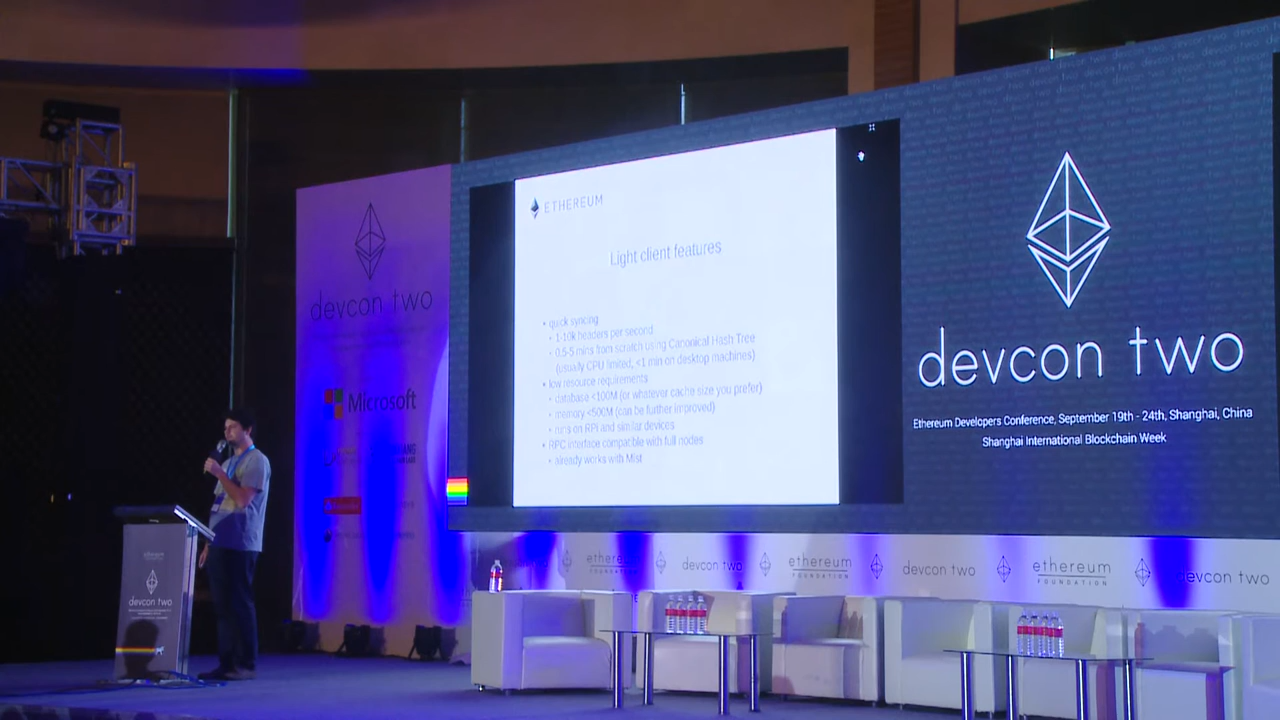 ETHEREUM
Light client features
• quick syncing
• 1-10k headers per second
• 0.5-5 mins from scratch using Canonical Hash Tree
(usually CPU limited, <1 min on desktop machines)
• low resource requirements
• database <100M (or whatever cache size you prefer)
• memory <500M (can be further improved)
• runs on RPi and similar devices
• RPC interface compatible with full nodes
• already works with Mist
devcon two
Ethereum Developers Conference, September 19th - 24th, Shanghai, China
Shanghai International Blockchain Week
devcon two
Microsoft
ethereum
devcon two
ethereum
FOUNDATION
devcon two
ethereum
FOUNDATION
devcon two
ethereum
FOUNDATION
devcon two